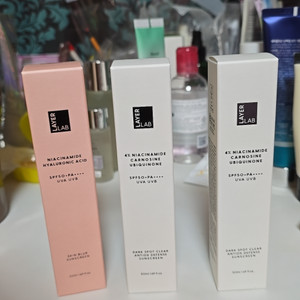 LAYER
LAB
NIACINAMIDE
HYALURONIC ACID
SPF50+PA++++
UVA UVB
SUNSCREEN
LAYER
LAB
4% NIACINAMIDE
CARNOSINE
UBIQUINONE
SPF50+PA++++
UVA UVB
DARK SPOT CLEAR
ANTIOX DEFENSE
SUNSCREEN
LAYER
LAB
4% NIACINAMIDE
CARNOSINE
UBIQUINONE
SPF50+PA++++
UVA UVB
DARK SPOT CLEAR
ANTIOX DEFENSE
SUNSCREEN